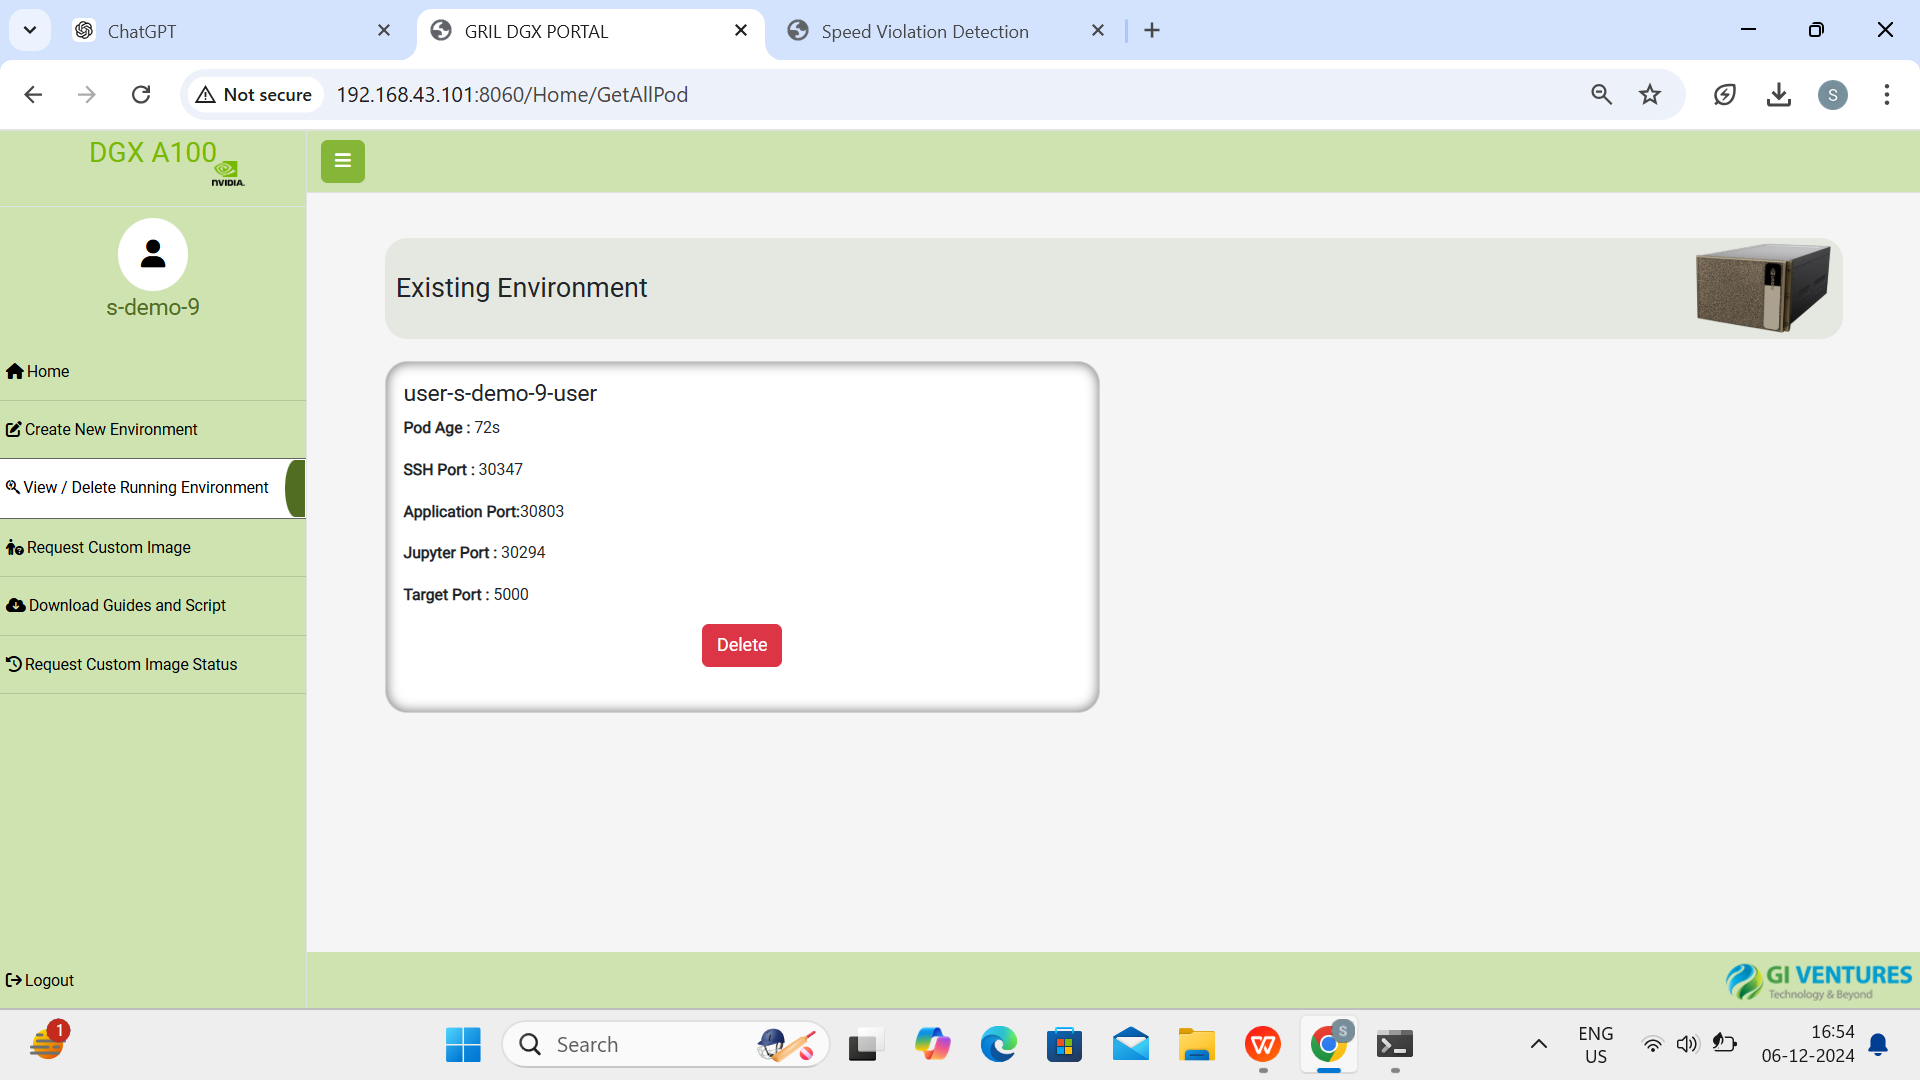 ChatGPT
GRIL DGX PORTAL
Speed Violation Detection
Not secure
192.168.43.101:8060/Home/GetAllPod
S
DGX A100
NVIDIA.
s-demo-9
Home
Create New Environment
View / Delete Running Environment
Request Custom Image
Download Guides and Script
Request Custom Image Status
Logout
Existing Environment
user-s-demo-9-user
Pod Age : 72s
SSH Port : 30347
Application Port:30803
Jupyter Port : 30294
Target Port : 5000
Delete
GI VENTURES
Technology & Beyond
1
Search
S
ENG
US
16:54
06-12-2024